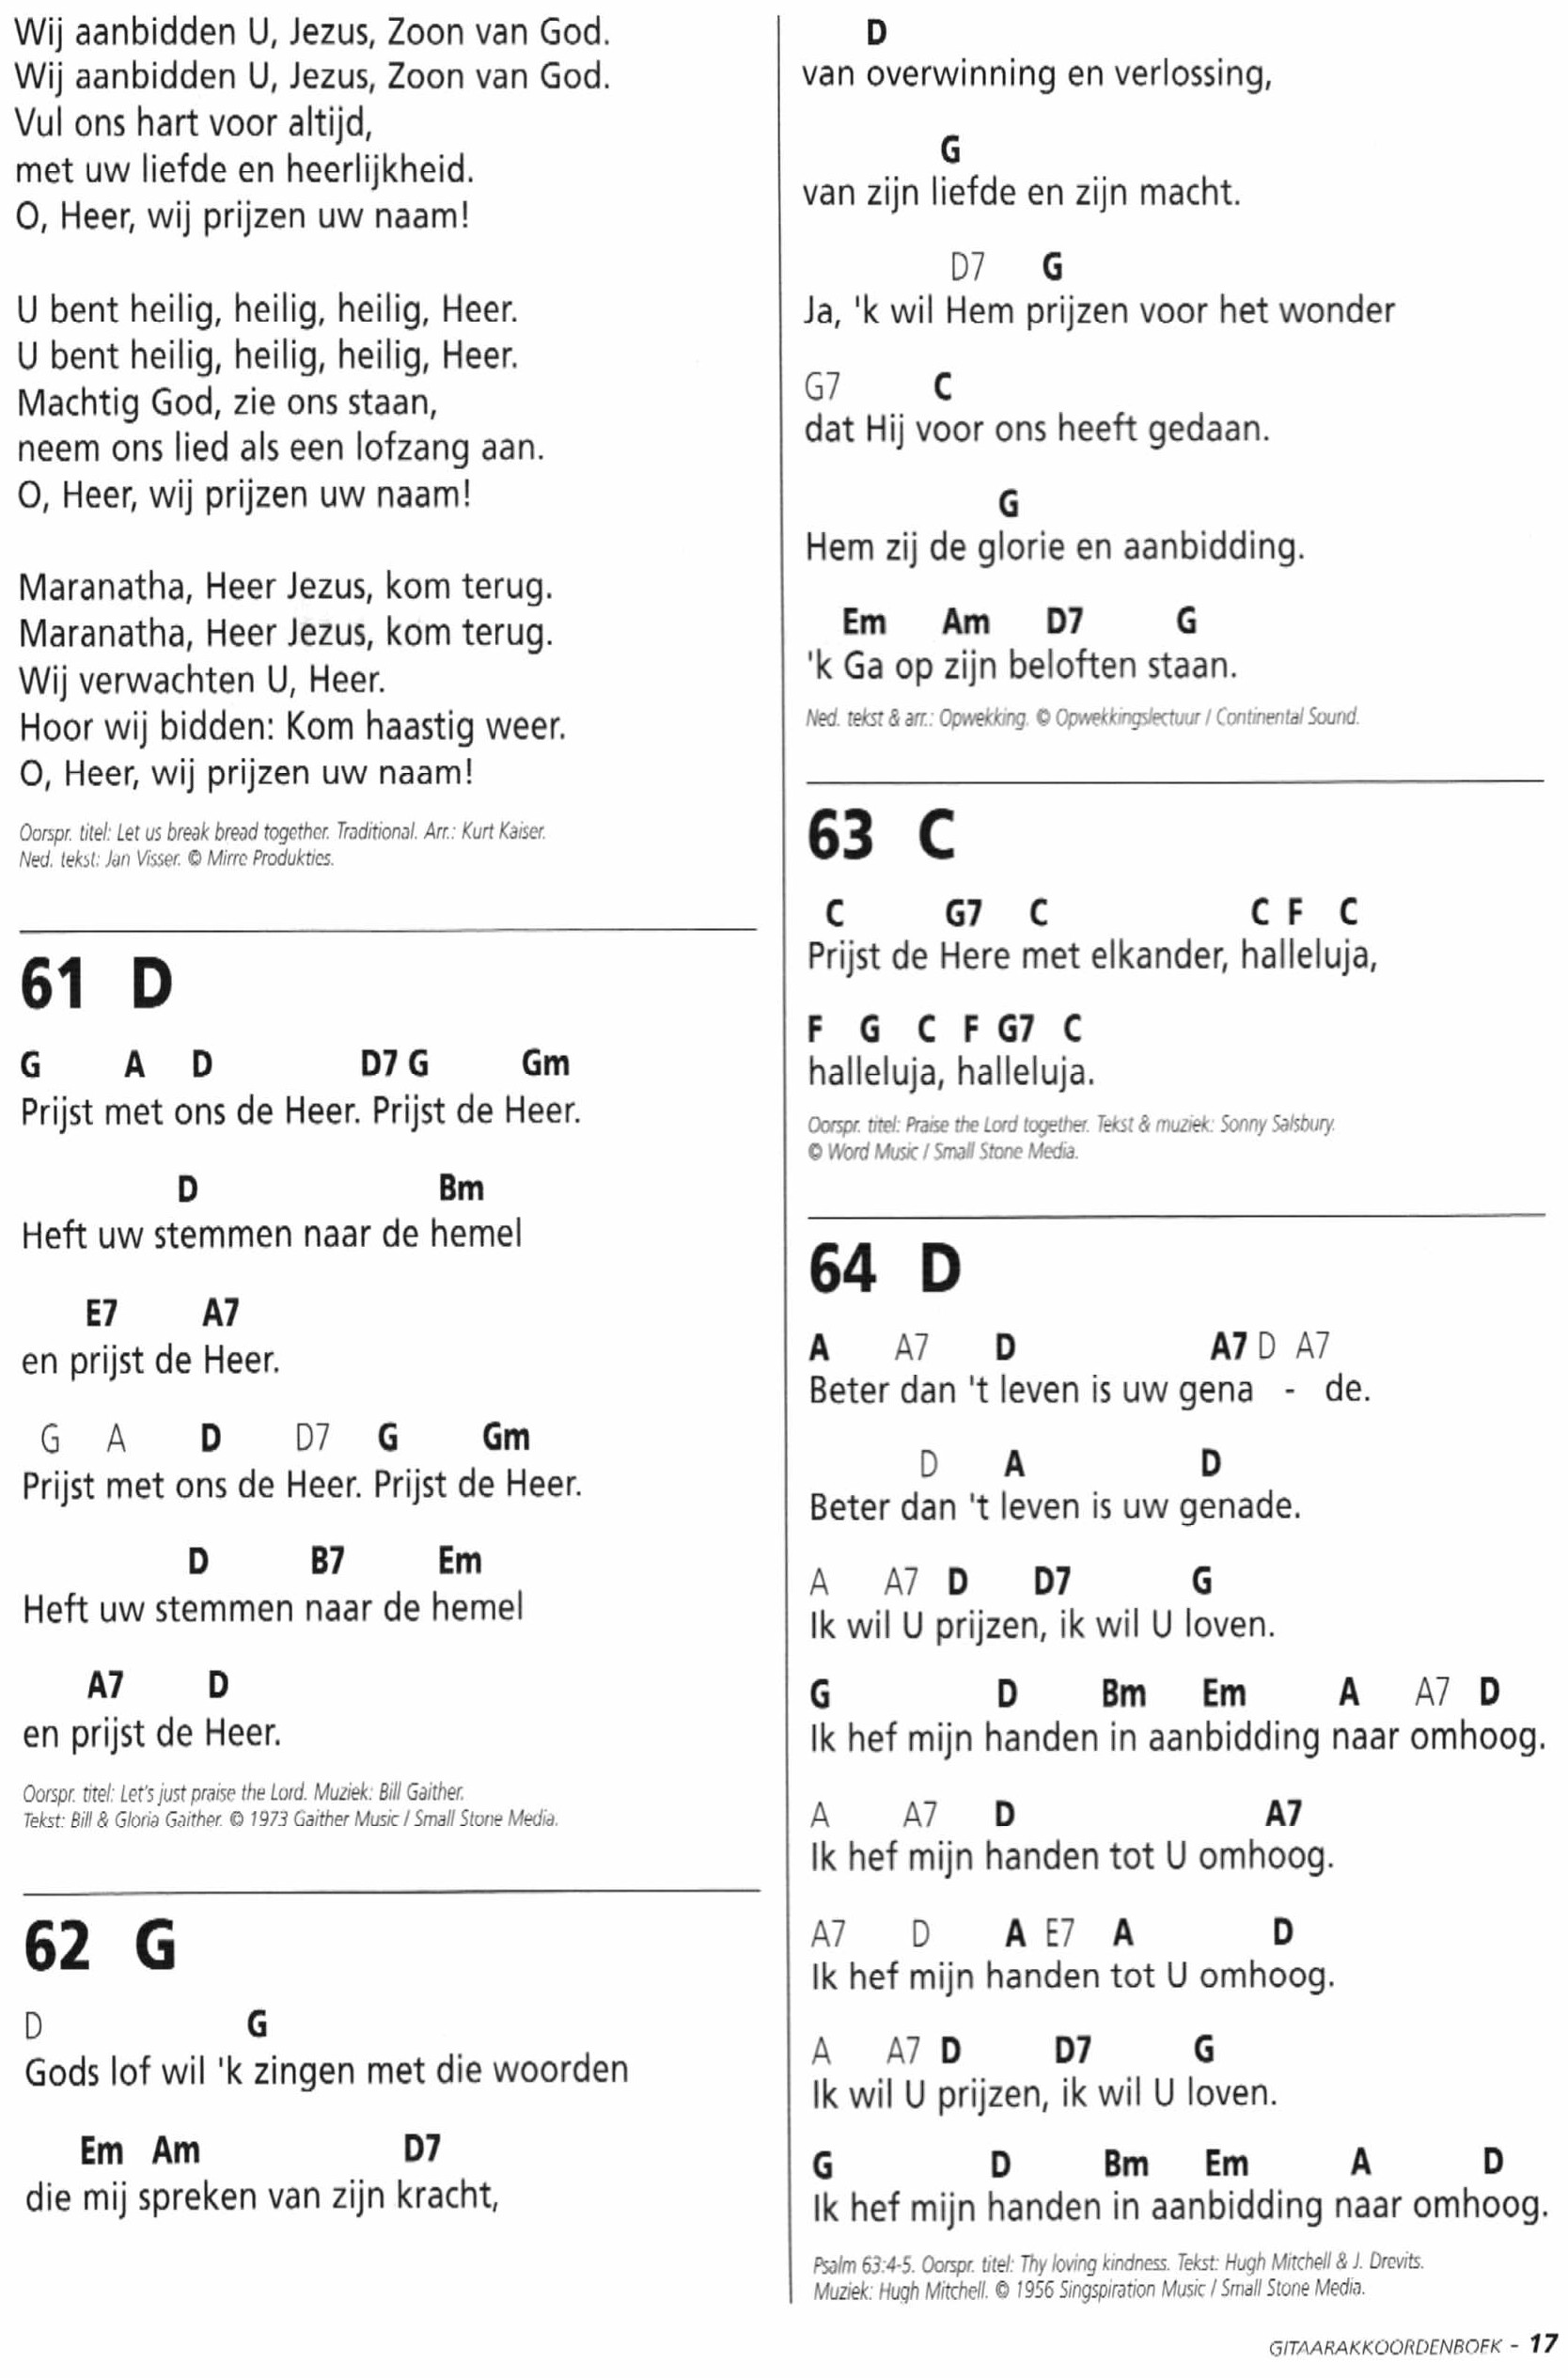 Wij aanbidden U, Jezus, Zoon van God.
Wij aanbidden U, Jezus, Zoon van God.
Vul ons hart voor altijd,
met uw liefde en heerlijkheid.
O, Heer, wij prijzen uw naam!

U bent heilig, heilig, heilig, Heer.
U bent heilig, heilig, heilig, Heer.
Machtig God, zie ons staan,
neem ons lied als een lofzang aan.
O, Heer, wij prijzen uw naam!

Maranatha, Heer Jezus, kom terug.
Maranatha, Heer Jezus, kom terug.
Wij verwachten U, Heer.
Hoor wij bidden: Kom haastig weer.
O, Heer, wij prijzen uw naam!
Oorspr. titel: Let us break bread together. Traditional. Arr.: Kurt Kaiser.
Ned. tekst: Jan Visser. © Mirre Produkties.

61 D
G A D D7 G Gm
Prijst met ons de Heer. Prijst de Heer.
D Bm
Heft uw stemmen naar de hemel
E7 A7
en prijst de Heer.
G A D D7 G Gm
Prijst met ons de Heer. Prijst de Heer.
D B7 Em
Heft uw stemmen naar de hemel
A7 D
en prijst de Heer.
Oorspr. titel: Let's just praise the Lord. Muziek: Bill Gaither.
Tekst: Bill & Gloria Gaither. © 1973 Gaither Music / Small Stone Media.

62 G
D G
Gods lof wil 'k zingen met die woorden
Em Am D7
die mij spreken van zijn kracht,
D
van overwinning en verlossing,
G
van zijn liefde en zijn macht.
D7 G
Ja, 'k wil Hem prijzen voor het wonder
G7 C
dat Hij voor ons heeft gedaan.
G
Hem zij de glorie en aanbidding.
Em Am D7 G
'k Ga op zijn beloften staan.
Ned. tekst & arr.: Opwekking. © Opwekkingslectuur / Continental Sound.

63 C
C G7 C C F C
Prijst de Here met elkander, halleluja,
F G C F G7 C
halleluja, halleluja.
Oorspr. titel: Praise the Lord together. Tekst & muziek: Sonny Salsbury.
© Word Music / Small Stone Media.

64 D
A A7 D A7 D A7
Beter dan 't leven is uw gena - de.
D A D
Beter dan 't leven is uw genade.
A A7 D D7 G
Ik wil U prijzen, ik wil U loven.
G D Bm Em A A7 D
Ik hef mijn handen in aanbidding naar omhoog.
A A7 D A7
Ik hef mijn handen tot U omhoog.
A7 D A E7 A D
Ik hef mijn handen tot U omhoog.
A A7 D D7 G
Ik wil U prijzen, ik wil U loven.
G D Bm Em A D
Ik hef mijn handen in aanbidding naar omhoog.
Psalm 63:4-5. Oorspr. titel: Thy loving kindness. Tekst: Hugh Mitchell & J. Drevits.
Muziek: Hugh Mitchell. © 1956 Singspiration Music / Small Stone Media.
GITAARAKKOORDENBOEK - 17